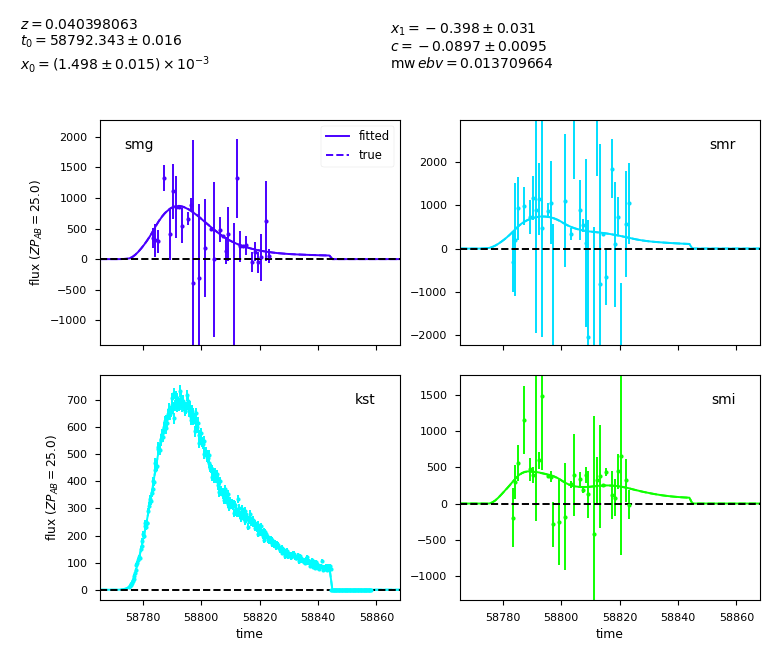 z = 0.040398063
t₀ = 58792.343 ± 0.016
x₀ = (1.498 ± 0.015) × 10⁻³
x₁ = −0.398 ± 0.031
c = −0.0897 ± 0.0095
mw ebv = 0.013709664
smg
fitted
true
2000
1500
1000
500
0
−500
−1000
flux (ZP_AB = 25.0)
smr
2000
1000
0
−1000
−2000
kst
700
600
500
400
300
200
100
0
flux (ZP_AB = 25.0)
58780 58800 58820 58840 58860
time
smi
1500
1000
500
0
−500
−1000
58780 58800 58820 58840 58860
time